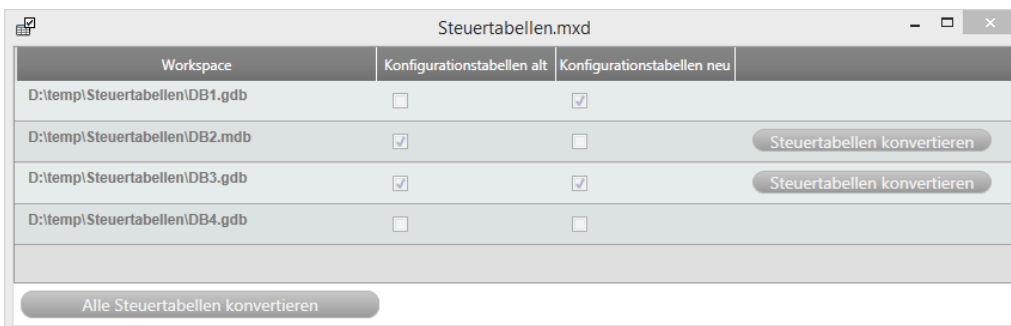 Steuertabellen.mxd
Workspace Konfigurationstabellen alt Konfigurationstabellen neu
D:\temp\Steuertabellen\DB1.gdb
D:\temp\Steuertabellen\DB2.mdb Steuertabellen konvertieren
D:\temp\Steuertabellen\DB3.gdb Steuertabellen konvertieren
D:\temp\Steuertabellen\DB4.gdb
Alle Steuertabellen konvertieren